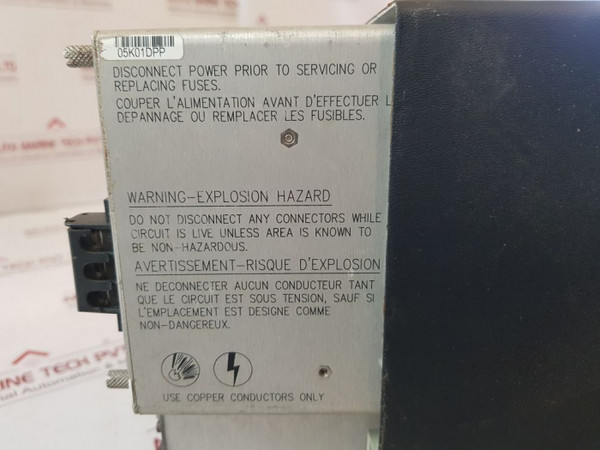 05K01DPP
DISCONNECT POWER PRIOR TO SERVICING OR
REPLACING FUSES.
COUPER L'ALIMENTATION AVANT D'EFFECTUER L
DEPANNAGE OU REMPLACER LES FUSIBLES.
WARNING-EXPLOSION HAZARD
DO NOT DISCONNECT ANY CONNECTORS WHILE
CIRCUIT IS LIVE UNLESS AREA IS KNOWN TO
BE NON-HAZARDOUS.
AVERTISSEMENT-RISQUE D'EXPLOSION
NE DECONNECTER AUCUN CONDUCTEUR TANT
QUE LE CIRCUIT EST SOUS TENSION, SAUF SI
L'EMPLACEMENT EST DESIGNE COMME
NON-DANGEREUX.
USE COPPER CONDUCTORS ONLY